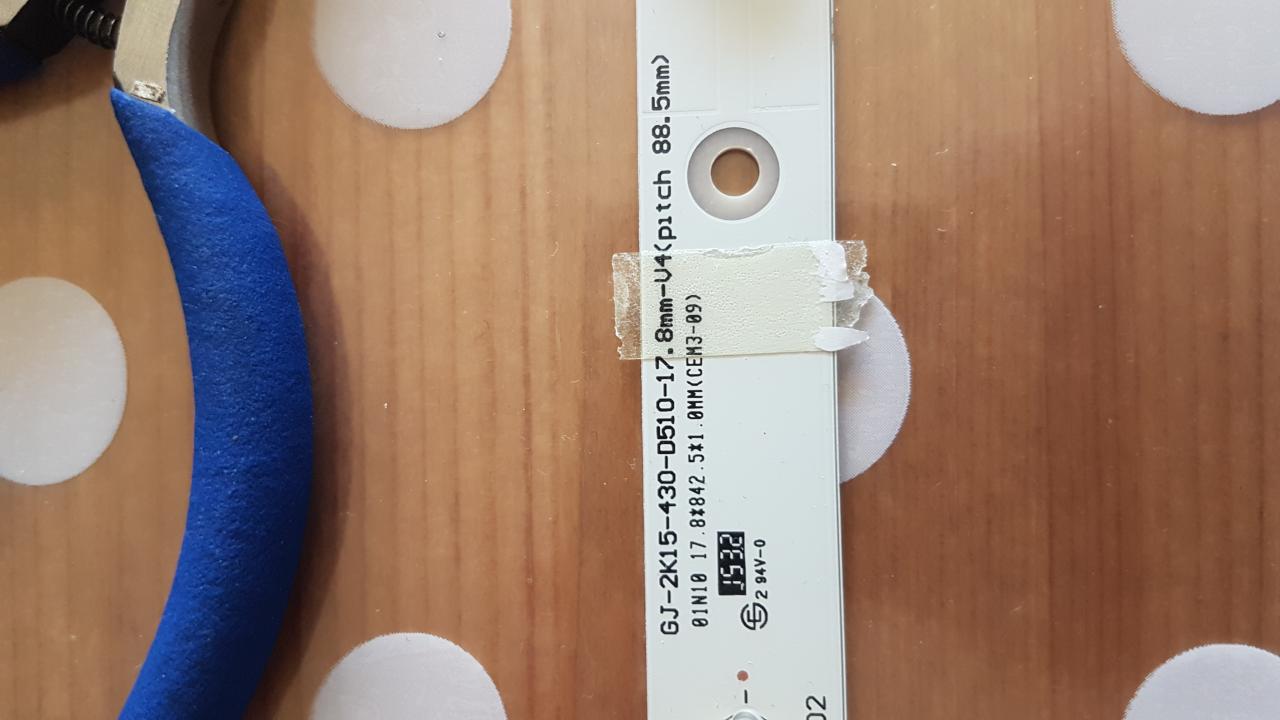 GJ-2K15-430-D510-17.8mm-V4(pitch 88.5mm)
01N10 17.8*842.5*1.0MM(CEM3-09)
1532
2 94V-0
-
02